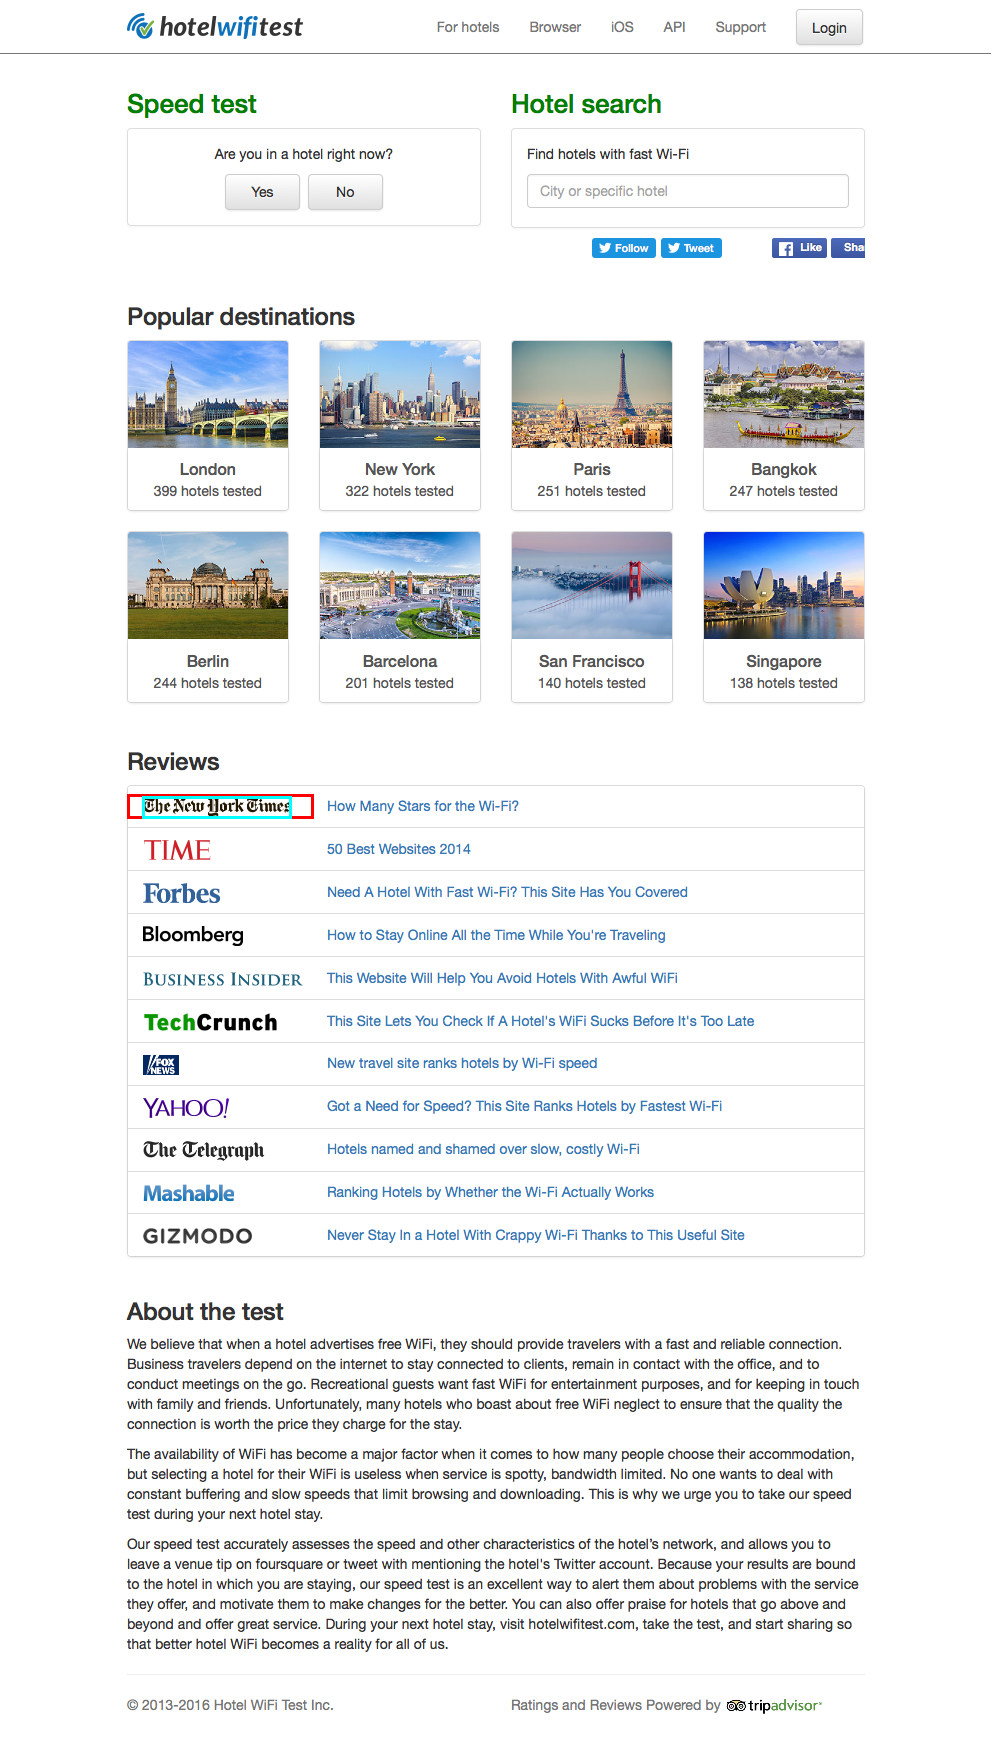 hotelwifitest
For hotels Browser iOS API Support Login
Speed test
Are you in a hotel right now?
Yes No
Hotel search
Find hotels with fast Wi-Fi
City or specific hotel
Follow Tweet Like Sha
Popular destinations
London
399 hotels tested
New York
322 hotels tested
Paris
251 hotels tested
Bangkok
247 hotels tested
Berlin
244 hotels tested
Barcelona
201 hotels tested
San Francisco
140 hotels tested
Singapore
138 hotels tested
Reviews
The New York Times How Many Stars for the Wi-Fi?
TIME 50 Best Websites 2014
Forbes Need A Hotel With Fast Wi-Fi? This Site Has You Covered
Bloomberg How to Stay Online All the Time While You're Traveling
BUSINESS INSIDER This Website Will Help You Avoid Hotels With Awful WiFi
TechCrunch This Site Lets You Check If A Hotel's WiFi Sucks Before It's Too Late
FOX NEWS New travel site ranks hotels by Wi-Fi speed
YAHOO! Got a Need for Speed? This Site Ranks Hotels by Fastest Wi-Fi
The Telegraph Hotels named and shamed over slow, costly Wi-Fi
Mashable Ranking Hotels by Whether the Wi-Fi Actually Works
GIZMODO Never Stay In a Hotel With Crappy Wi-Fi Thanks to This Useful Site
About the test
We believe that when a hotel advertises free WiFi, they should provide travelers with a fast and reliable connection.
Business travelers depend on the internet to stay connected to clients, remain in contact with the office, and to
conduct meetings on the go. Recreational guests want fast WiFi for entertainment purposes, and for keeping in touch
with family and friends. Unfortunately, many hotels who boast about free WiFi neglect to ensure that the quality the
connection is worth the price they charge for the stay.
The availability of WiFi has become a major factor when it comes to how many people choose their accommodation,
but selecting a hotel for their WiFi is useless when service is spotty, bandwidth limited. No one wants to deal with
constant buffering and slow speeds that limit browsing and downloading. This is why we urge you to take our speed
test during your next hotel stay.
Our speed test accurately assesses the speed and other characteristics of the hotel's network, and allows you to
leave a venue tip on foursquare or tweet with mentioning the hotel's Twitter account. Because your results are bound
to the hotel in which you are staying, our speed test is an excellent way to alert them about problems with the service
they offer, and motivate them to make changes for the better. You can also offer praise for hotels that go above and
beyond and offer great service. During your next hotel stay, visit hotelwifitest.com, take the test, and start sharing so
that better hotel WiFi becomes a reality for all of us.
© 2013-2016 Hotel WiFi Test Inc.
Ratings and Reviews Powered by tripadvisor